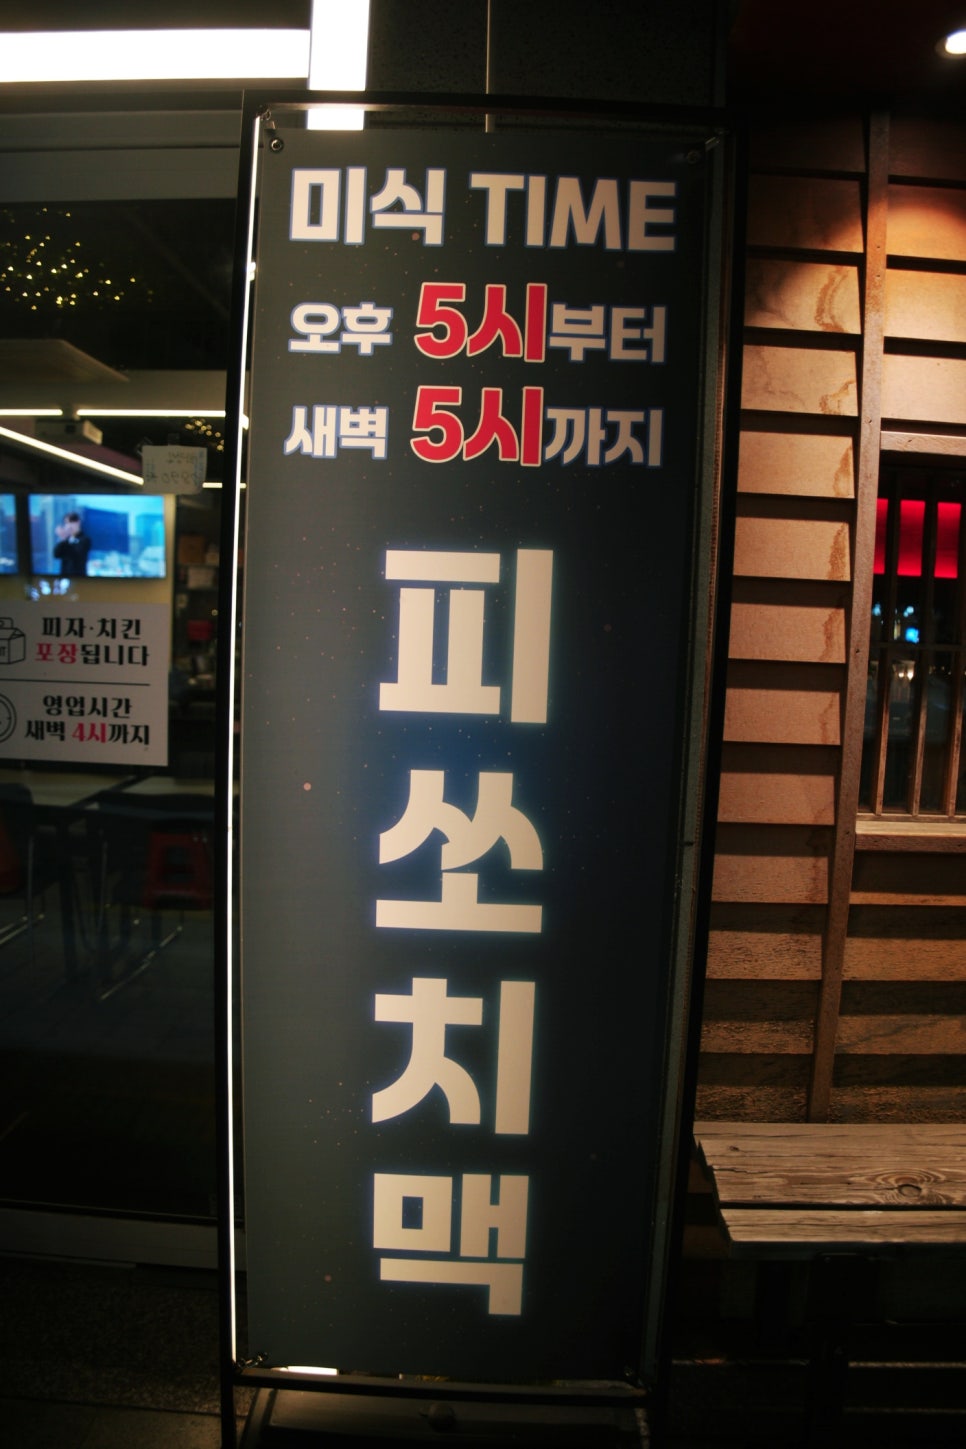 미식 TIME
오후 5시부터
새벽 5시까지
피
쏘
치
맥
피자·치킨
포장됩니다
영업시간
새벽 4시까지